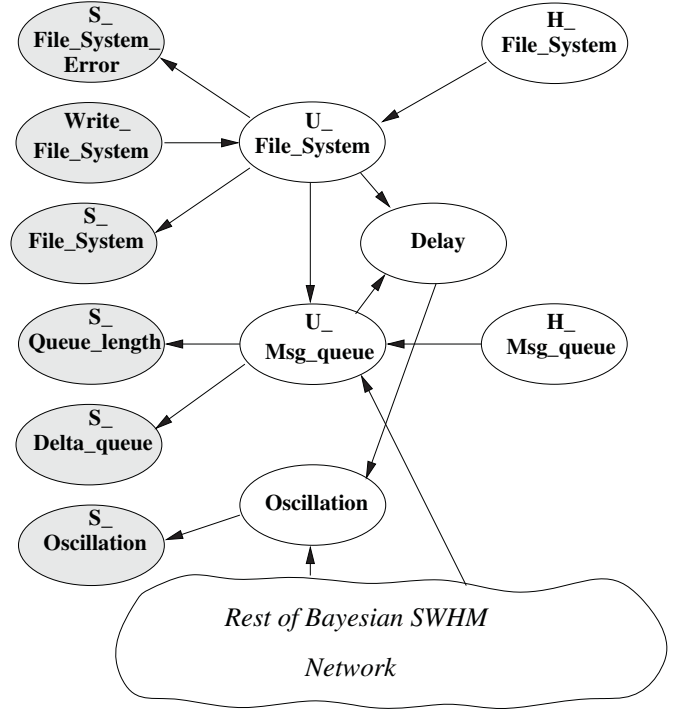 S_
File_System_
Error
H_
File_System
Write_
File_System
U_
File_System
S_
File_System
Delay
S_
Queue_length
U_
Msg_queue
H_
Msg_queue
S_
Delta_queue
Oscillation
S_
Oscillation
Rest of Bayesian SWHM
Network